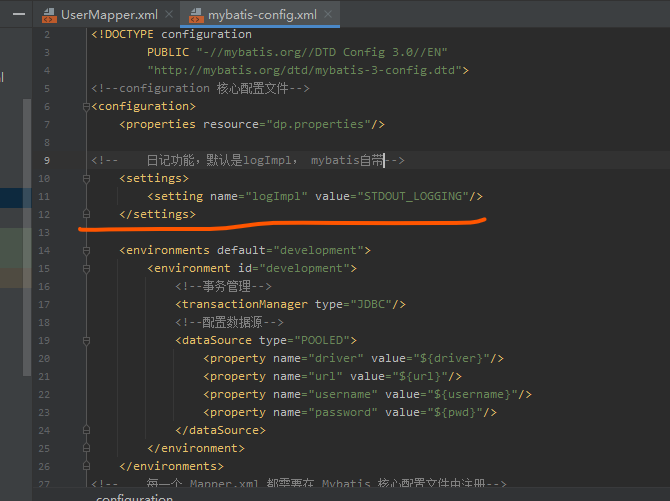 UserMapper.xml
mybatis-config.xml
2 <!DOCTYPE configuration
3 PUBLIC "-//mybatis.org//DTD Config 3.0//EN"
4 "http://mybatis.org/dtd/mybatis-3-config.dtd">
5 <!--configuration 核心配置文件-->
6 <configuration>
7 <properties resource="dp.properties"/>
8
9 <!-- 日记功能,默认是logImpl, mybatis自带-->
10 <settings>
11 <setting name="logImpl" value="STDOUT_LOGGING"/>
12 </settings>
13
14 <environments default="development">
15 <environment id="development">
16 <!--事务管理-->
17 <transactionManager type="JDBC"/>
18 <!--配置数据源-->
19 <dataSource type="POOLED">
20 <property name="driver" value="${driver}"/>
21 <property name="url" value="${url}"/>
22 <property name="username" value="${username}"/>
23 <property name="password" value="${pwd}"/>
24 </dataSource>
25 </environment>
26 </environments>
27 <!-- 每一个 Mapper.xml 都需要在 Mybatis 核心配置文件中注册-->
configuration